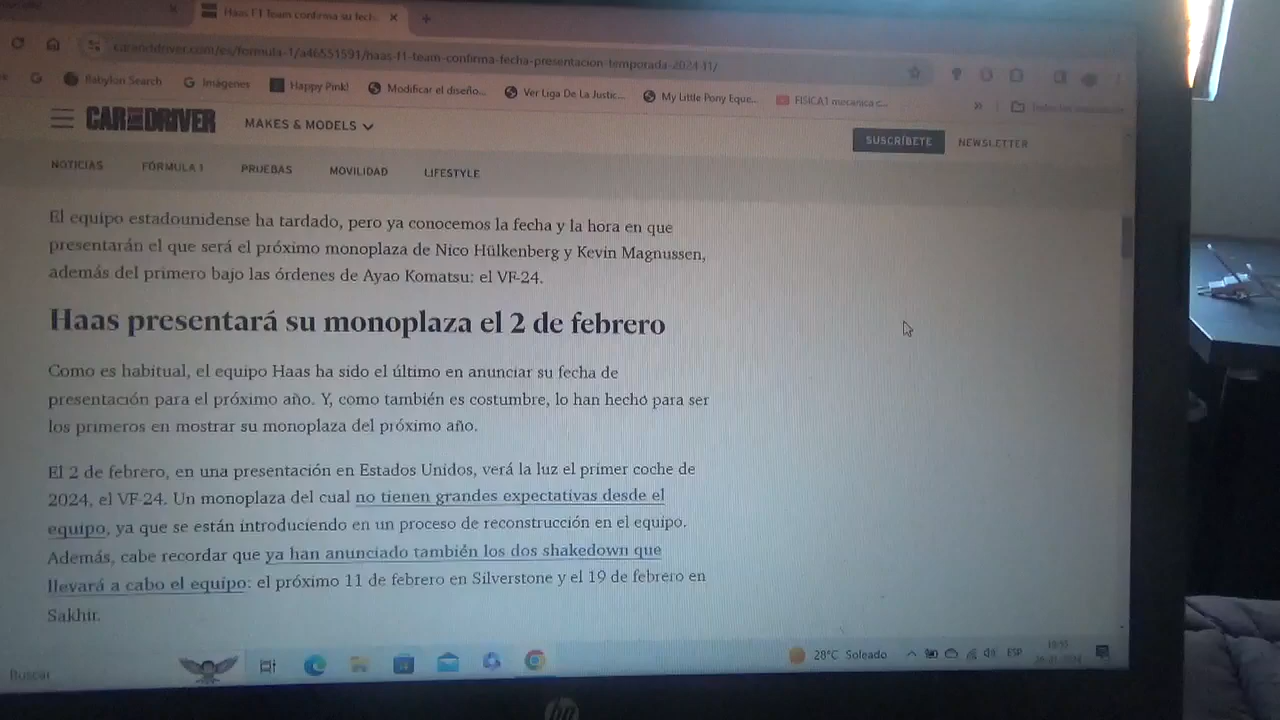 Haas F1 Team confirma su fech
caranddriver.com/es/formula-1/a46551591/haas-f1-team-confirma-fecha-presentacion-temporada-2024-f1/
Babylon Search
Imágenes
Happy Pink!
Modificar el diseño...
Ver Liga De La Justic...
My Little Pony Eque...
FISICA1 mecanica c...
»
CAR AND DRIVER
MAKES & MODELS
SUSCRÍBETE
NEWSLETTER
NOTICIAS
FÓRMULA 1
PRUEBAS
MOVILIDAD
LIFESTYLE
El equipo estadounidense ha tardado, pero ya conocemos la fecha y la hora en que
presentarán el que será el próximo monoplaza de Nico Hülkenberg y Kevin Magnussen,
además del primero bajo las órdenes de Ayao Komatsu: el VF-24.
Haas presentará su monoplaza el 2 de febrero
Como es habitual, el equipo Haas ha sido el último en anunciar su fecha de
presentación para el próximo año. Y, como también es costumbre, lo han hecho para ser
los primeros en mostrar su monoplaza del próximo año.
El 2 de febrero, en una presentación en Estados Unidos, verá la luz el primer coche de
2024, el VF-24. Un monoplaza del cual no tienen grandes expectativas desde el
equipo, ya que se están introduciendo en un proceso de reconstrucción en el equipo.
Además, cabe recordar que ya han anunciado también los dos shakedown que
llevará a cabo el equipo: el próximo 11 de febrero en Silverstone y el 19 de febrero en
Sakhir.
Buscar
28°C Soleado
ESP
hp